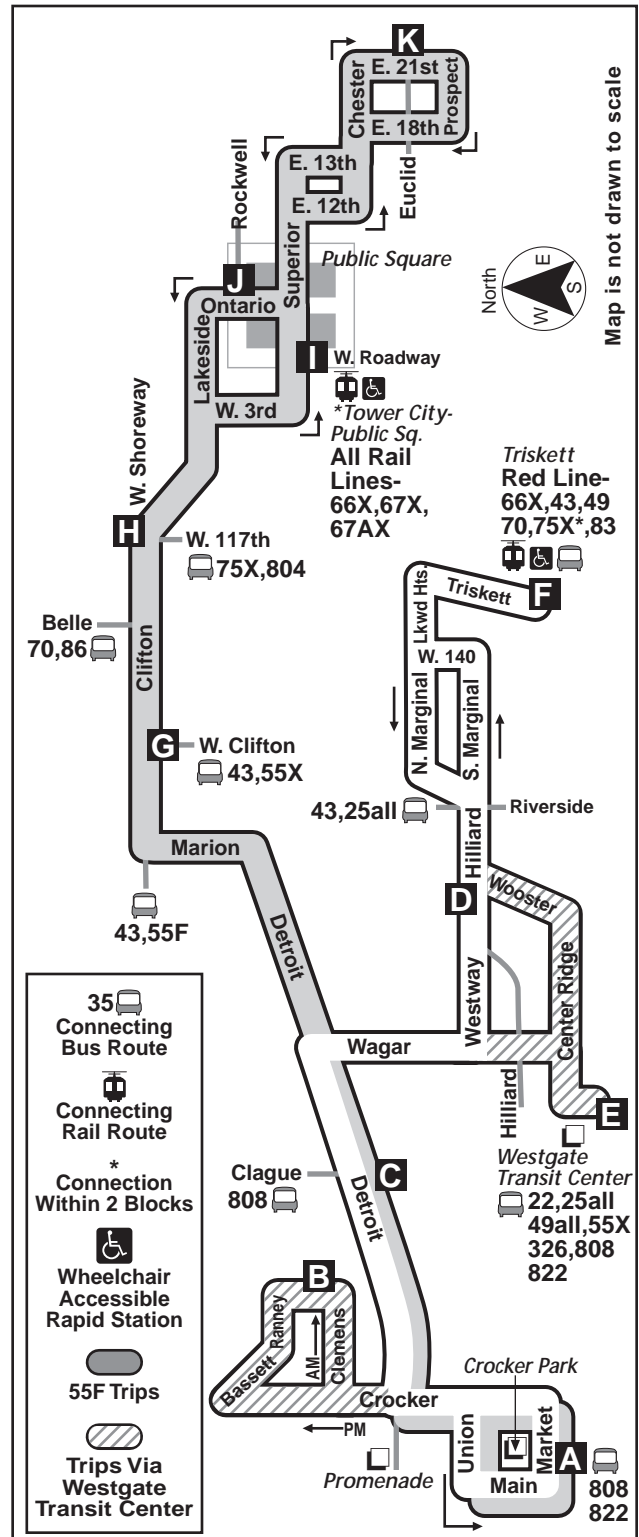 K
E. 21st
Chester
Prospect
E. 18th
Euclid
E. 13th
E. 12th
Rockwell
Superior
Public Square
Map is not drawn to scale
North
E
S
W
J
Ontario
Lakeside
W. 3rd
I
W. Roadway
*Tower City-
Public Sq.
All Rail
Lines-
66X,67X,
67AX
W. Shoreway
H
W. 117th
75X,804
Triskett
Red Line-
66X,43,49
70,75X*,83
Belle
70,86
Clifton
Lkwd Hts.
Triskett
F
W. 140
N. Marginal
S. Marginal
G
W. Clifton
43,55X
43,25all
Riverside
Marion
Hilliard
43,55F
D
Wooster
Detroit
Westway
Center Ridge
Wagar
Hilliard
E
Westgate
Transit Center
22,25all
49all,55X
326,808
822
Clague
808
C
Detroit
B
Ranney
Bassett
AM
Clemens
Crocker
PM
Promenade
Crocker Park
Union
Market
Main
A
808
822
35
Connecting
Bus Route
Connecting
Rail Route
*
Connection
Within 2 Blocks
Wheelchair
Accessible
Rapid Station
55F Trips
Trips Via
Westgate
Transit Center